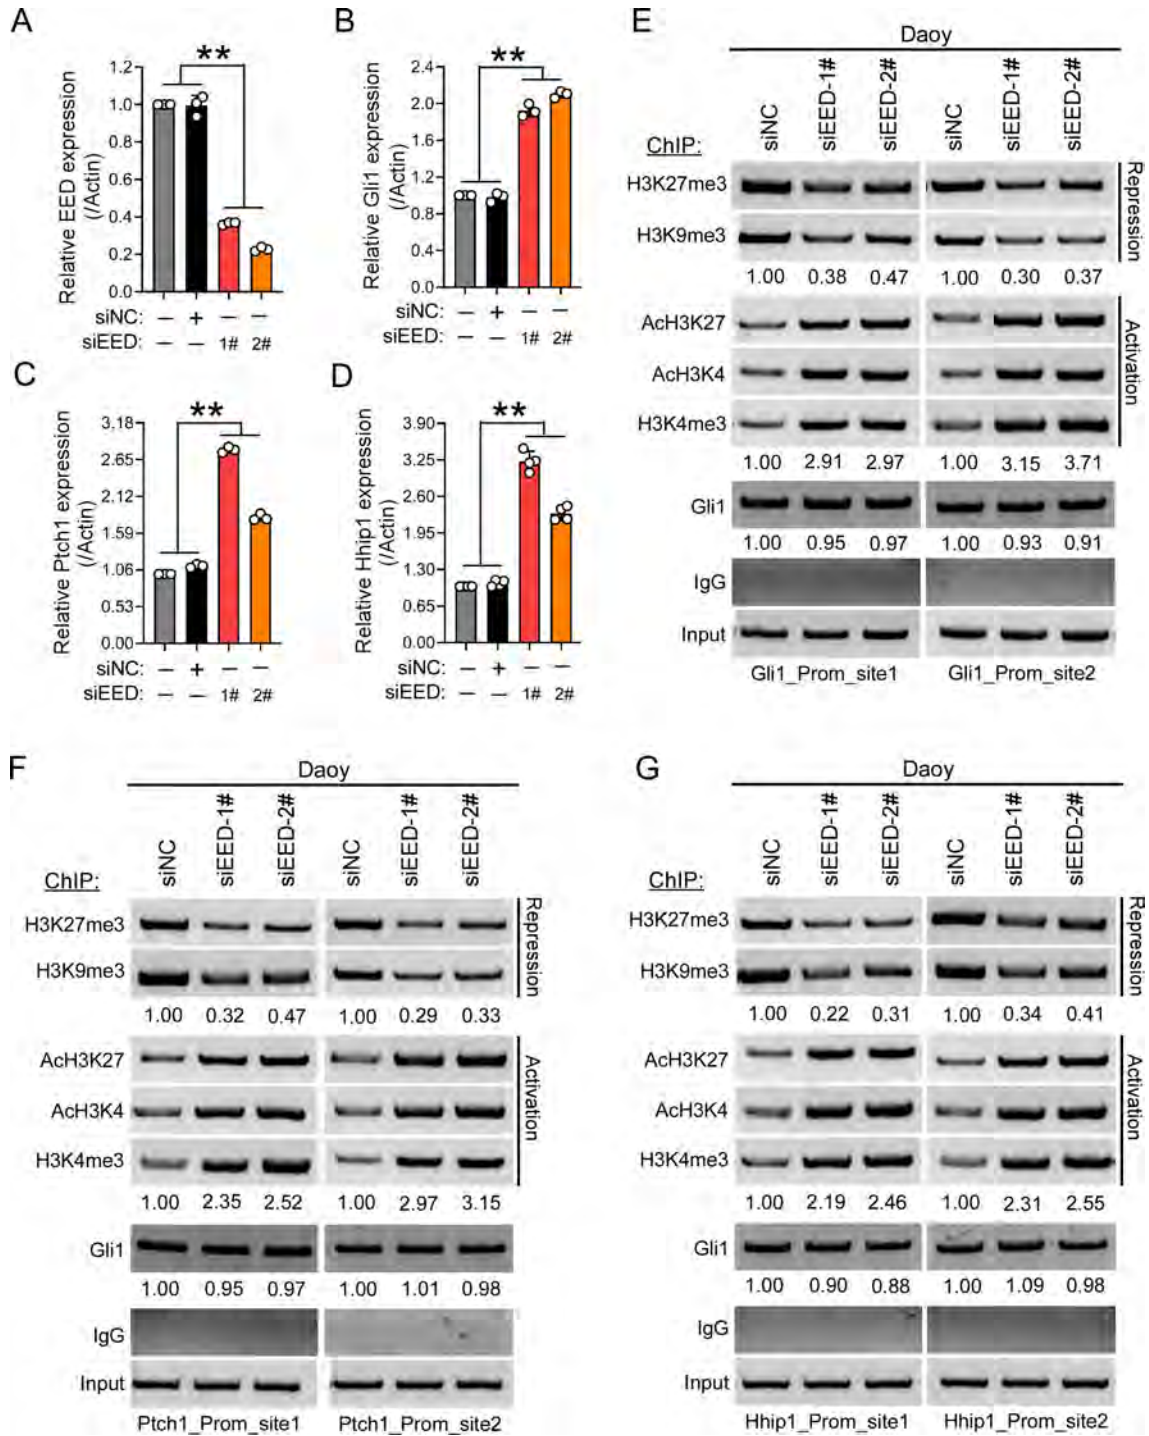 A
Relative EED expression
(/Actin)
**
1.2
1.0
0.8
0.6
0.4
0.2
0.0
siNC: — + — —
siEED: — — 1# 2#
B
Relative Gli1 expression
(/Actin)
**
2.4
2.0
1.6
1.2
0.8
0.4
0.0
siNC: — + — —
siEED: — — 1# 2#
C
Relative Ptch1 expression
(/Actin)
**
3.18
2.65
2.12
1.59
1.06
0.53
0.00
siNC: — + — —
siEED: — — 1# 2#
D
Relative Hhip1 expression
(/Actin)
**
3.90
3.25
2.60
1.95
1.30
0.65
0.00
siNC: — + — —
siEED: — — 1# 2#
E
Daoy
ChIP: siNC siEED-1# siEED-2# siNC siEED-1# siEED-2#
H3K27me3
H3K9me3
Repression
1.00 0.38 0.47 1.00 0.30 0.37
AcH3K27
AcH3K4
H3K4me3
Activation
1.00 2.91 2.97 1.00 3.15 3.71
Gli1
1.00 0.95 0.97 1.00 0.93 0.91
IgG
Input
Gli1_Prom_site1 Gli1_Prom_site2
F
Daoy
ChIP: siNC siEED-1# siEED-2# siNC siEED-1# siEED-2#
H3K27me3
H3K9me3
Repression
1.00 0.32 0.47 1.00 0.29 0.33
AcH3K27
AcH3K4
H3K4me3
Activation
1.00 2.35 2.52 1.00 2.97 3.15
Gli1
1.00 0.95 0.97 1.00 1.01 0.98
IgG
Input
Ptch1_Prom_site1 Ptch1_Prom_site2
G
Daoy
ChIP: siNC siEED-1# siEED-2# siNC siEED-1# siEED-2#
H3K27me3
H3K9me3
Repression
1.00 0.22 0.31 1.00 0.34 0.41
AcH3K27
AcH3K4
H3K4me3
Activation
1.00 2.19 2.46 1.00 2.31 2.55
Gli1
1.00 0.90 0.88 1.00 1.09 0.98
IgG
Input
Hhip1_Prom_site1 Hhip1_Prom_site2